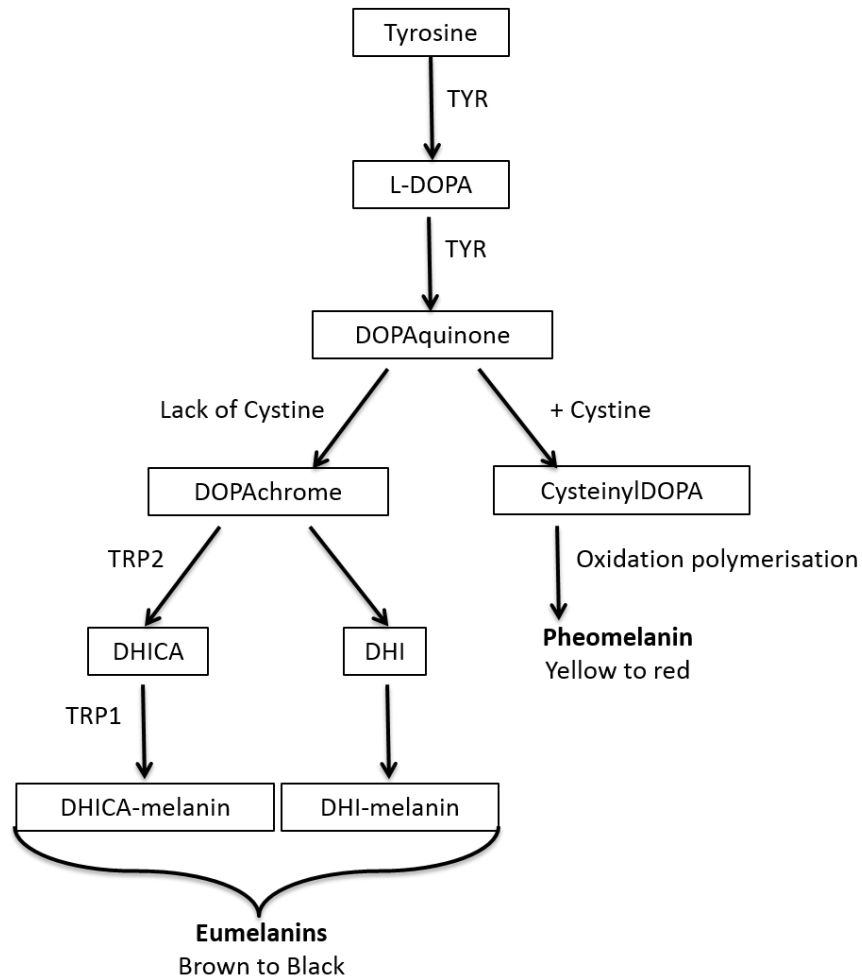 Tyrosine
TYR
L-DOPA
TYR
DOPAquinone
Lack of Cystine
+ Cystine
DOPAchrome
CysteinylDOPA
TRP2
Oxidation polymerisation
DHICA
DHI
Pheomelanin
Yellow to red
TRP1
DHICA-melanin
DHI-melanin
Eumelanins
Brown to Black